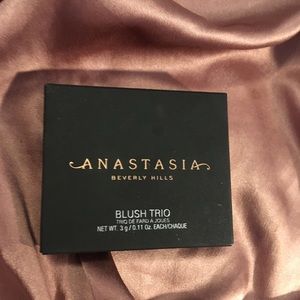 ANASTASIA
BEVERLY HILLS
BLUSH TRIO
TRIO DE FARD A JOUES
NET WT. 3 g / 0.11 Oz. EACH/CHAQUE